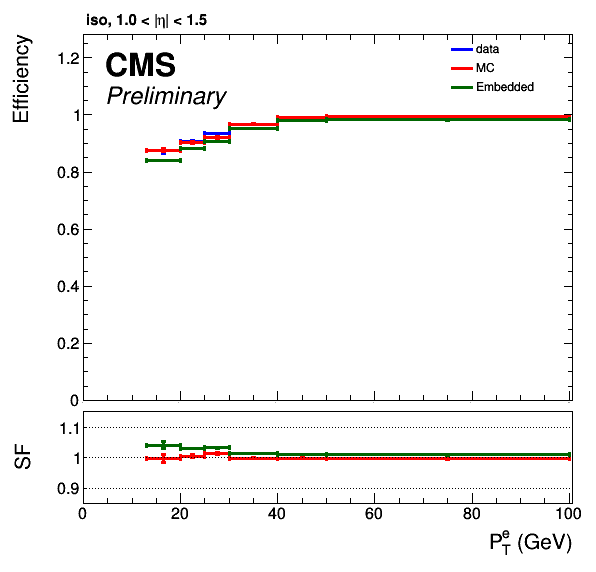 iso, 1.0 < |η| < 1.5
Efficiency
CMS
Preliminary
data
MC
Embedded
1.2
1
0.8
0.6
0.4
0.2
0
SF
1.1
1
0.9
0 20 40 60 80 100
P_T^e (GeV)